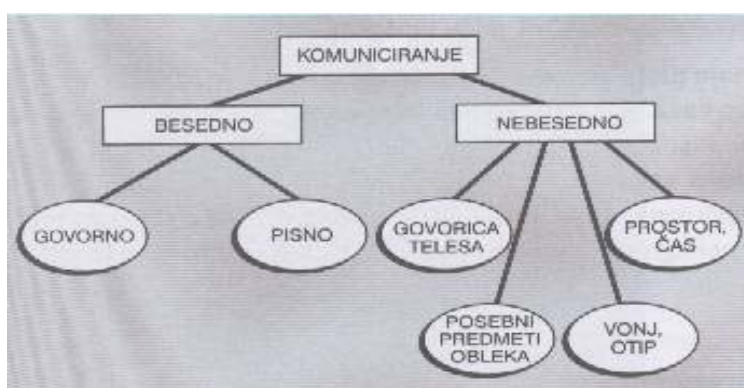 KOMUNICIRANJE
BESEDNO
NEBESEDNO
GOVORNO
PISNO
GOVORICA
TELESA
PROSTOR,
ČAS
POSEBNI
PREDMETI
OBLEKA
VONJ,
OTIP